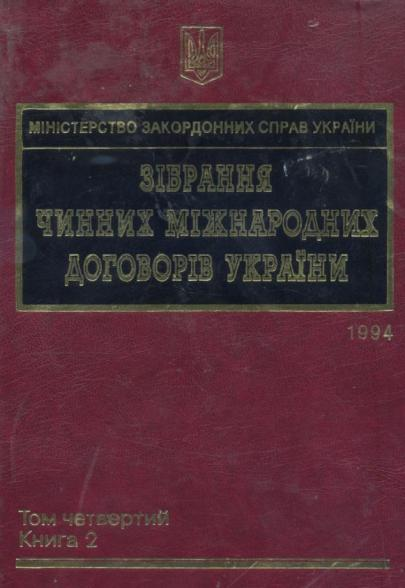 МІНІСТЕРСТВО ЗАКОРДОННИХ СПРАВ УКРАЇНИ
ЗІБРАННЯ
ЧИННИХ МІЖНАРОДНИХ
ДОГОВОРІВ УКРАЇНИ
1994
Том четвертий
Книга 2